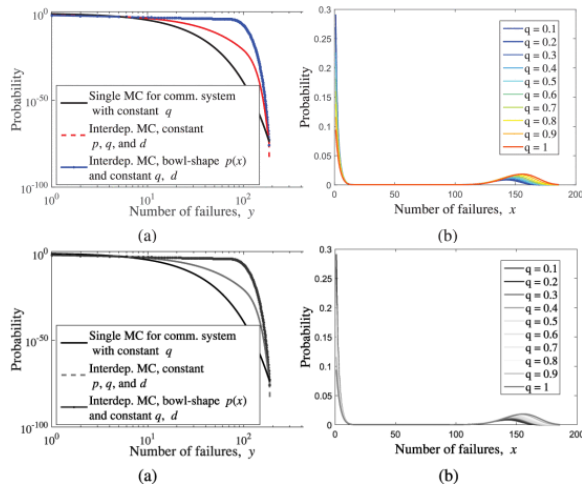 10^0
10^-50
10^-100
Probability
Single MC for comm. system
with constant q
Interdep. MC, constant
p, q, and d
Interdep. MC, bowl-shape p(x)
and constant q, d
10^0
10^1
10^2
Number of failures, y
(a)
0.3
0.25
0.2
0.15
0.1
0.05
0
Probability
q = 0.1
q = 0.2
q = 0.3
q = 0.4
q = 0.5
q = 0.6
q = 0.7
q = 0.8
q = 0.9
q = 1
0
50
100
150
200
Number of failures, x
(b)
10^0
10^-50
10^-100
Probability
Single MC for comm. system
with constant q
Interdep. MC, constant
p, q, and d
Interdep. MC, bowl-shape p(x)
and constant q, d
10^0
10^1
10^2
Number of failures, y
(a)
0.3
0.25
0.2
0.15
0.1
0.05
0
Probability
q = 0.1
q = 0.2
q = 0.3
q = 0.4
q = 0.5
q = 0.6
q = 0.7
q = 0.8
q = 0.9
q = 1
0
50
100
150
200
Number of failures, x
(b)